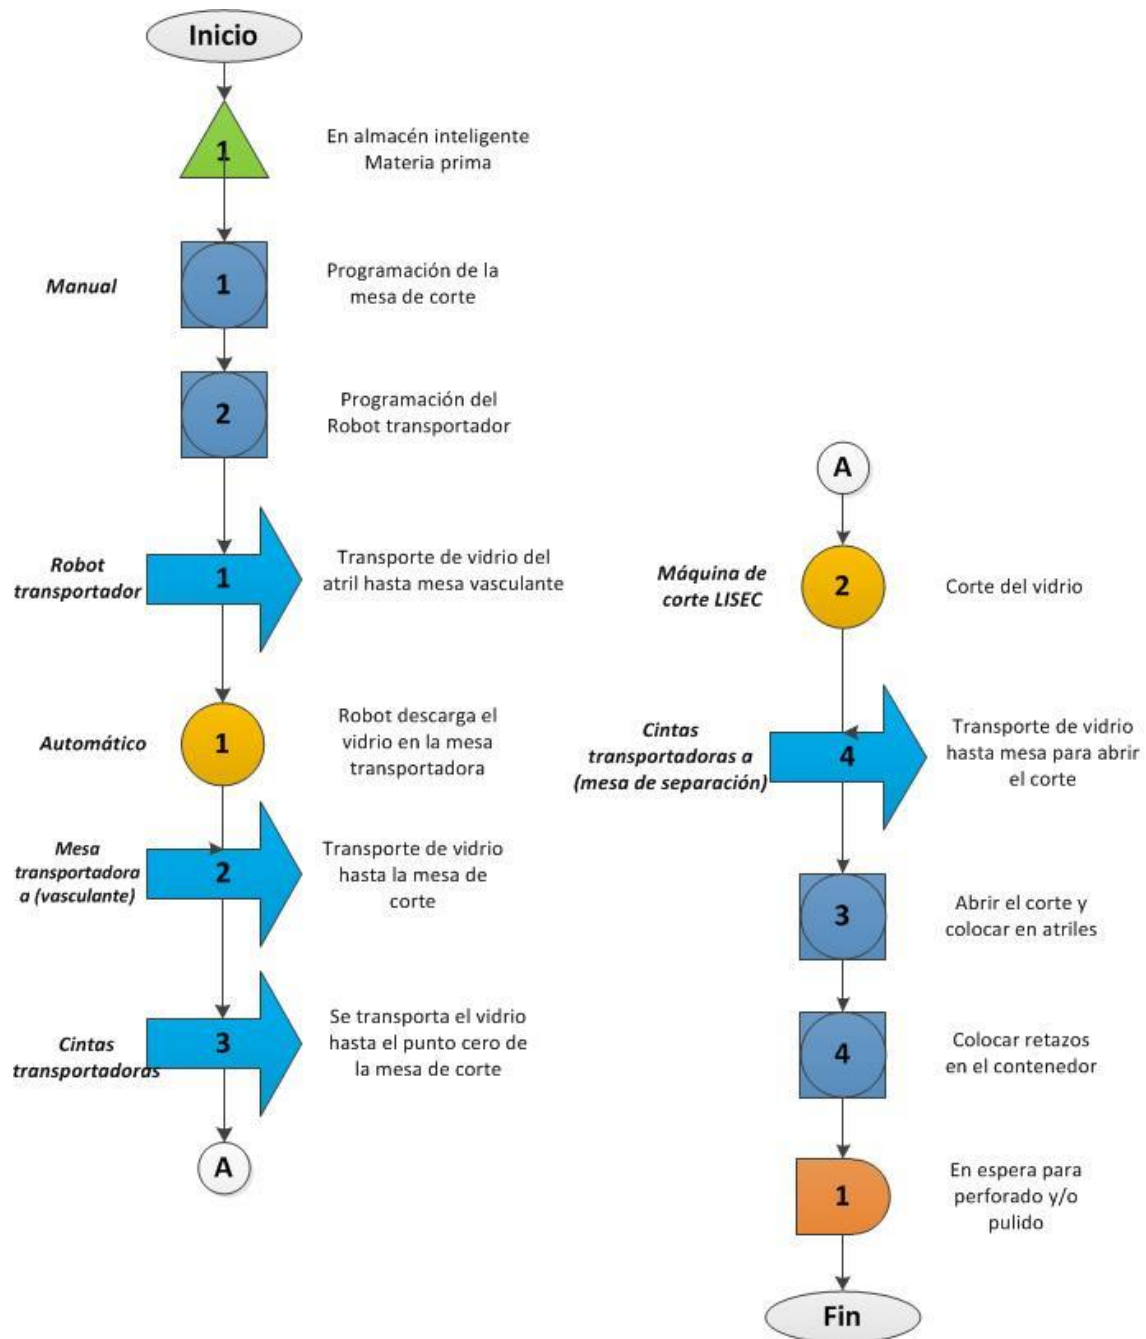 Inicio
1
En almacén inteligente
Materia prima
Manual
1
Programación de la
mesa de corte
2
Programación del
Robot transportador
Robot
transportador
1
Transporte de vidrio del
atril hasta mesa vasculante
Automático
1
Robot descarga el
vidrio en la mesa
transportadora
Mesa
transportadora
a (vasculante)
2
Transporte de vidrio
hasta la mesa de
corte
Cintas
transportadoras
3
Se transporta el vidrio
hasta el punto cero de
la mesa de corte
A
A
Máquina de
corte LISEC
2
Corte del vidrio
Cintas
transportadoras a
(mesa de separación)
4
Transporte de vidrio
hasta mesa para abrir
el corte
3
Abrir el corte y
colocar en atriles
4
Colocar retazos
en el contenedor
1
En espera para
perforado y/o
pulido
Fin